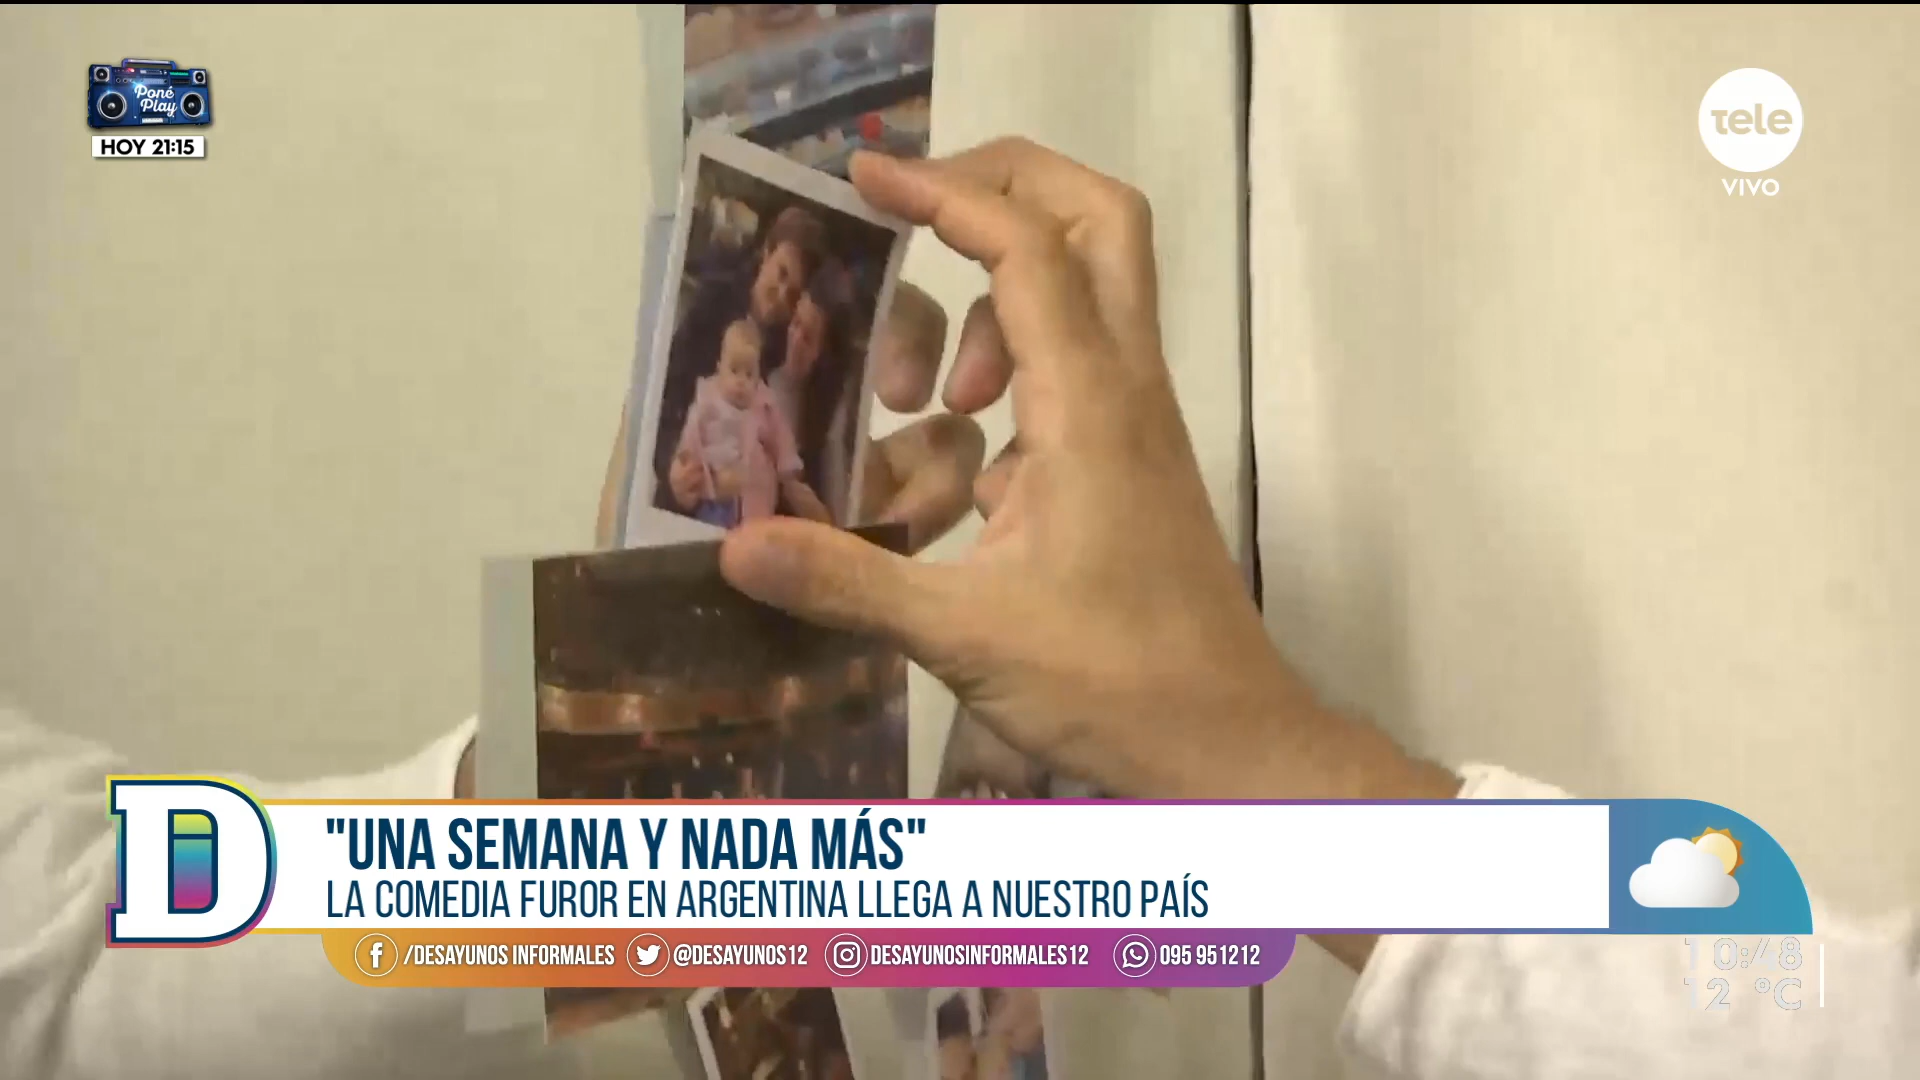 Poné
Play
HOY 21:15
tele
VIVO
"UNA SEMANA Y NADA MÁS"
LA COMEDIA FUROR EN ARGENTINA LLEGA A NUESTRO PAÍS
/DESAYUNOS INFORMALES @DESAYUNOS12 DESAYUNOSINFORMALES12 095 951212
10:48
12 °C